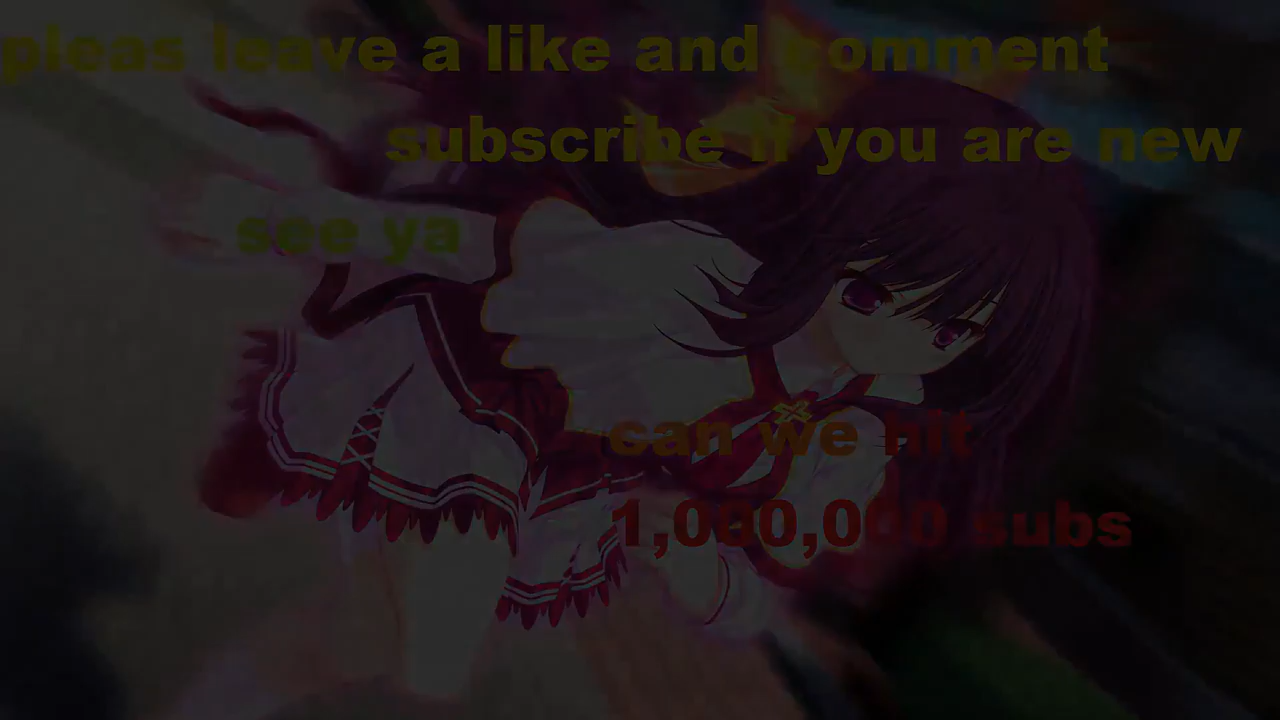 pleas leave a like and comment
subscribe if you are new
see ya
can we hit
1,000,000 subs